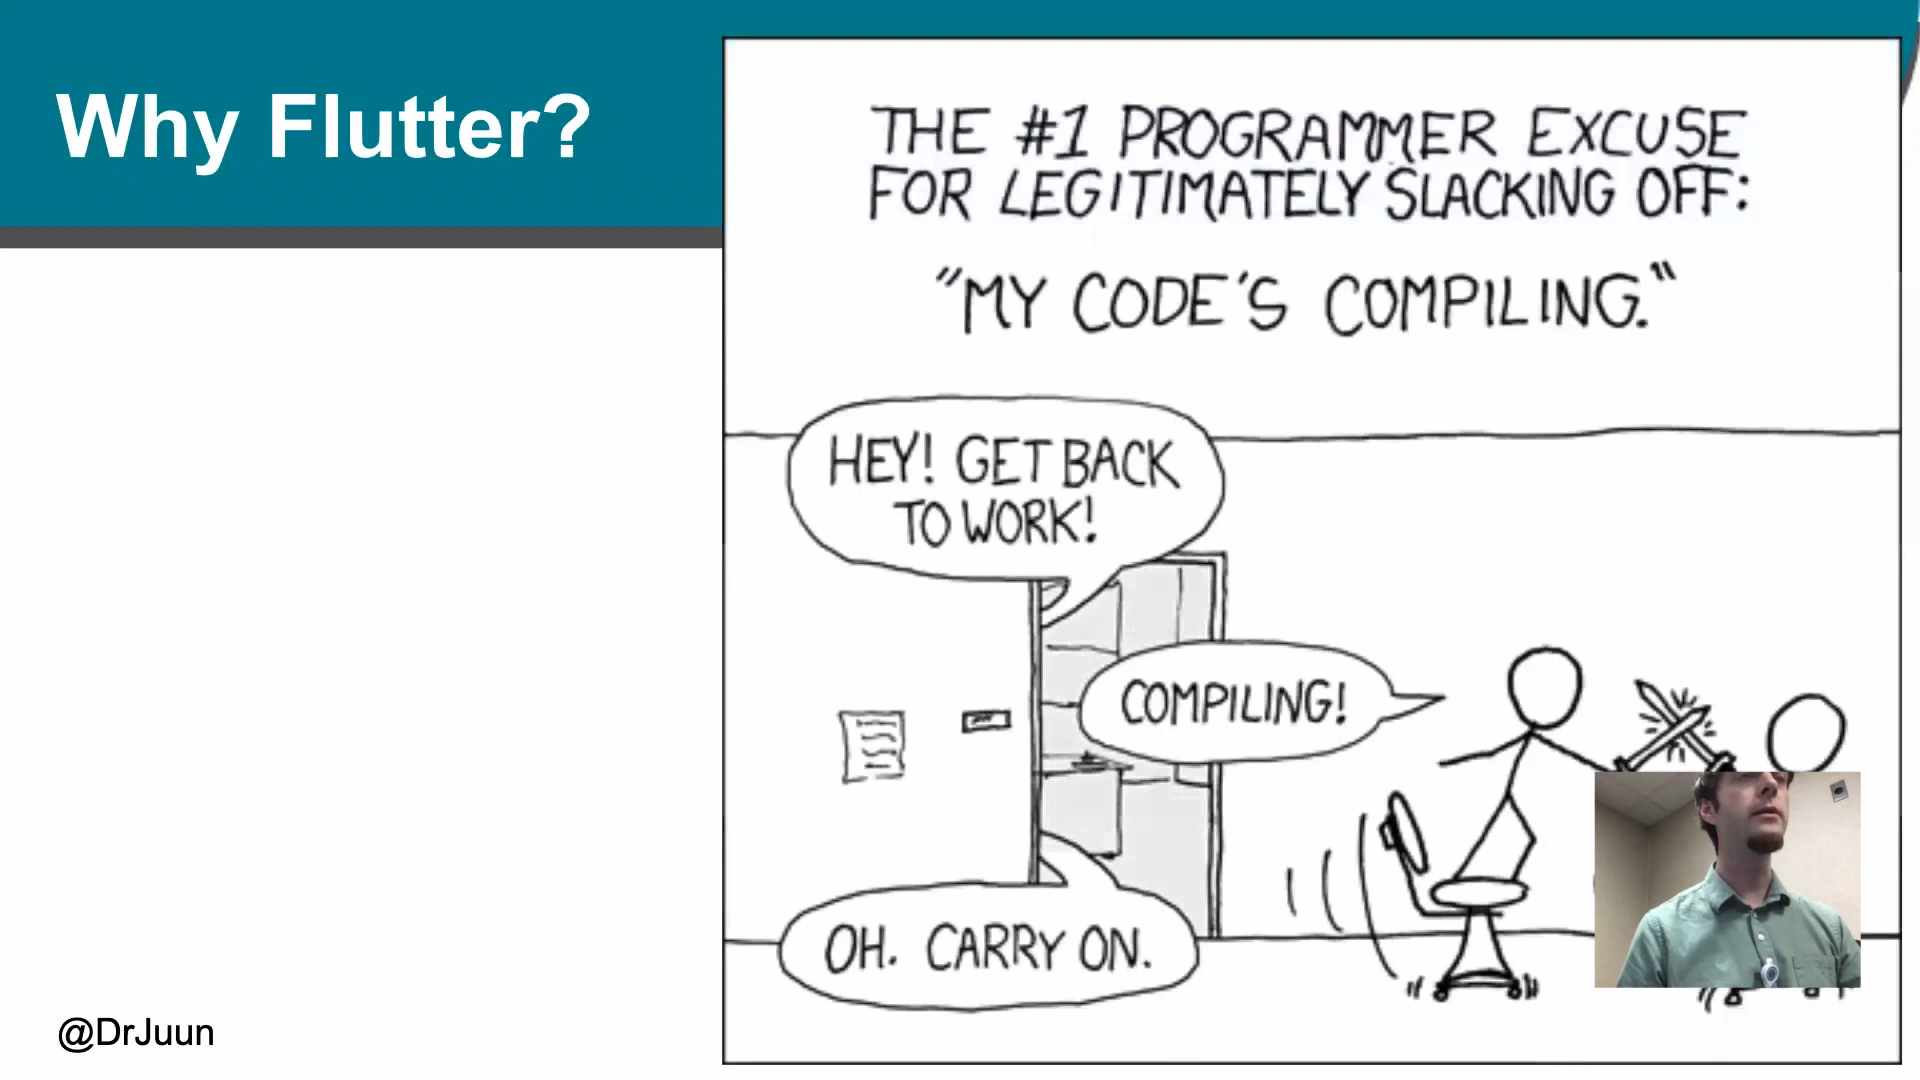 Why Flutter?
THE #1 PROGRAMMER EXCUSE
FOR LEGITIMATELY SLACKING OFF:
"MY CODE'S COMPILING."
HEY! GET BACK
TO WORK!
COMPILING!
OH. CARRY ON.
@DrJuun